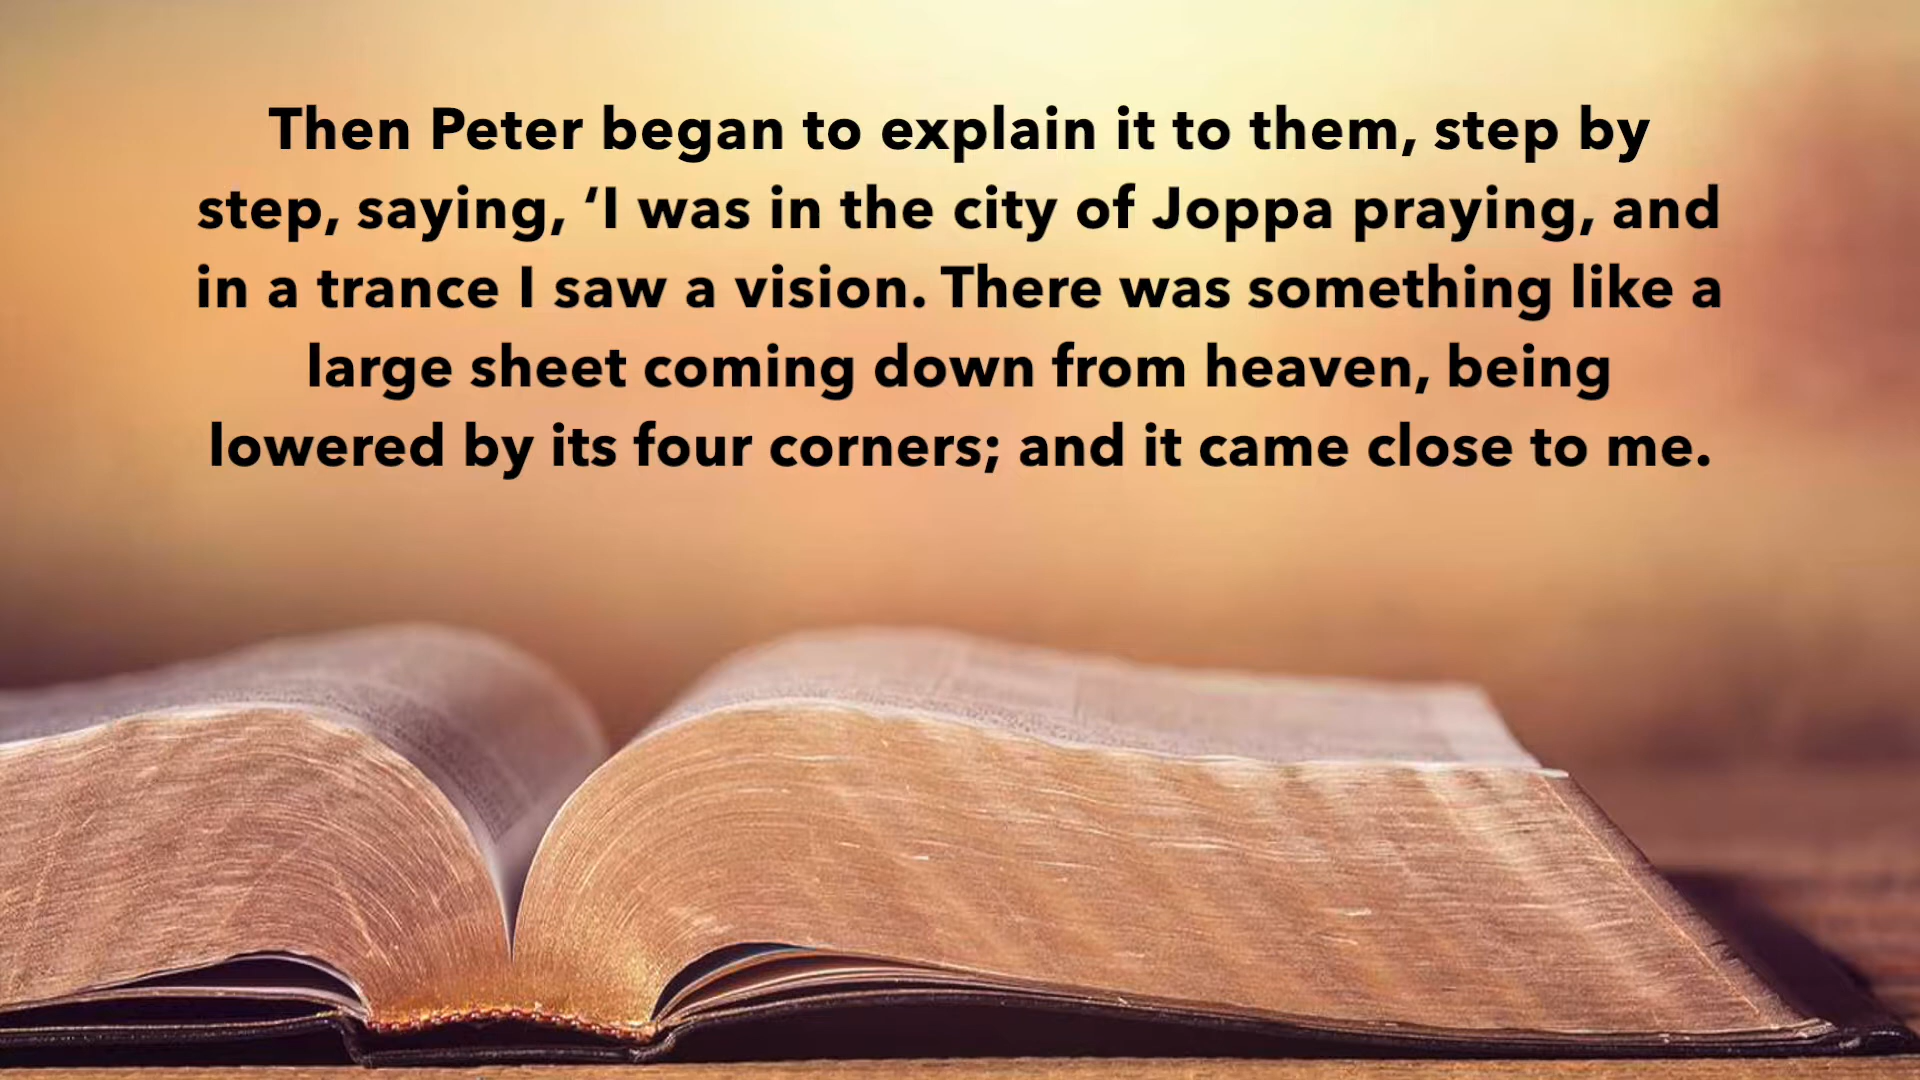 Then Peter began to explain it to them, step by
step, saying, ‘I was in the city of Joppa praying, and
in a trance I saw a vision. There was something like a
large sheet coming down from heaven, being
lowered by its four corners; and it came close to me.